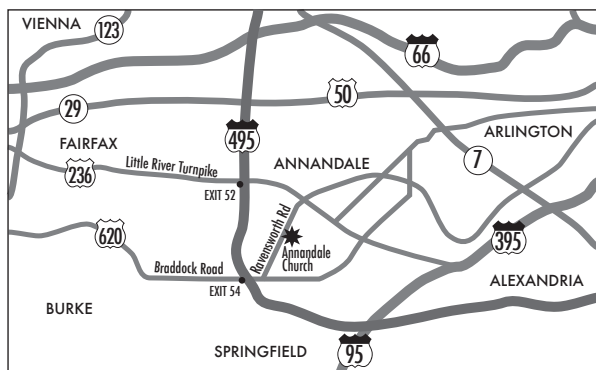 VIENNA
123
66
50
29
495
ARLINGTON
FAIRFAX
ANNANDALE
7
Little River Turnpike
236
EXIT 52
Ravensworth Rd
620
395
Annandale
Church
Braddock Road
EXIT 54
ALEXANDRIA
BURKE
SPRINGFIELD
95